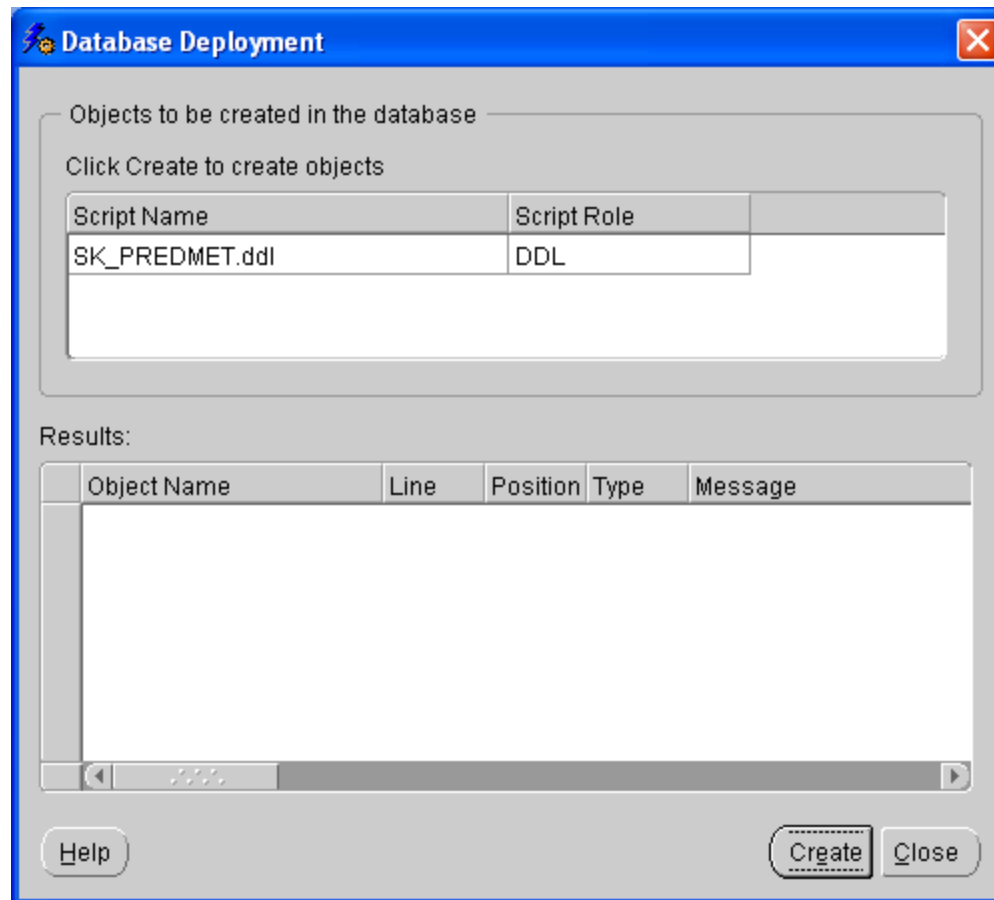 Database Deployment
Objects to be created in the database
Click Create to create objects
Script Name Script Role
SK_PREDMET.ddl DDL
Results:
Object Name Line Position Type Message
Help Create Close